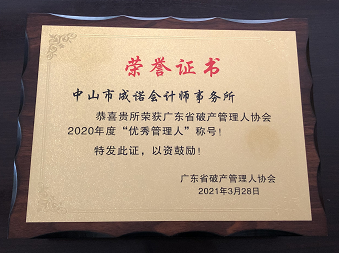 荣誉证书
中山市成诺会计师事务所
恭喜贵所荣获广东省破产管理人协会
2020年度“优秀管理人”称号！
特发此证，以资鼓励！
广东省破产管理人协会
2021年3月28日